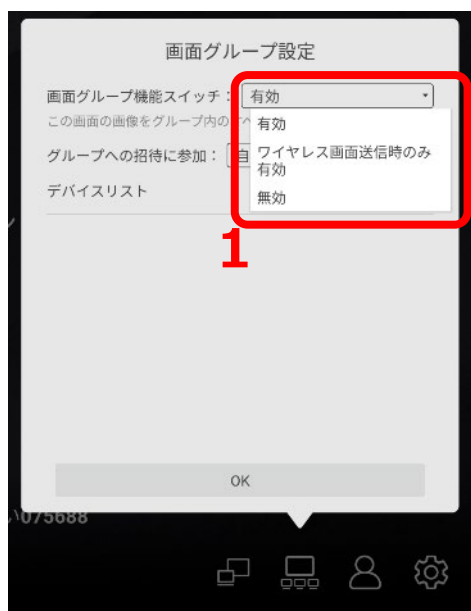 画面グループ設定
画面グループ機能スイッチ： 有効
この画面の画像をグループ内の
有効
グループへの招待に参加： 自
ワイヤレス画面送信時のみ
有効
デバイスリスト
無効
1
OK
075688